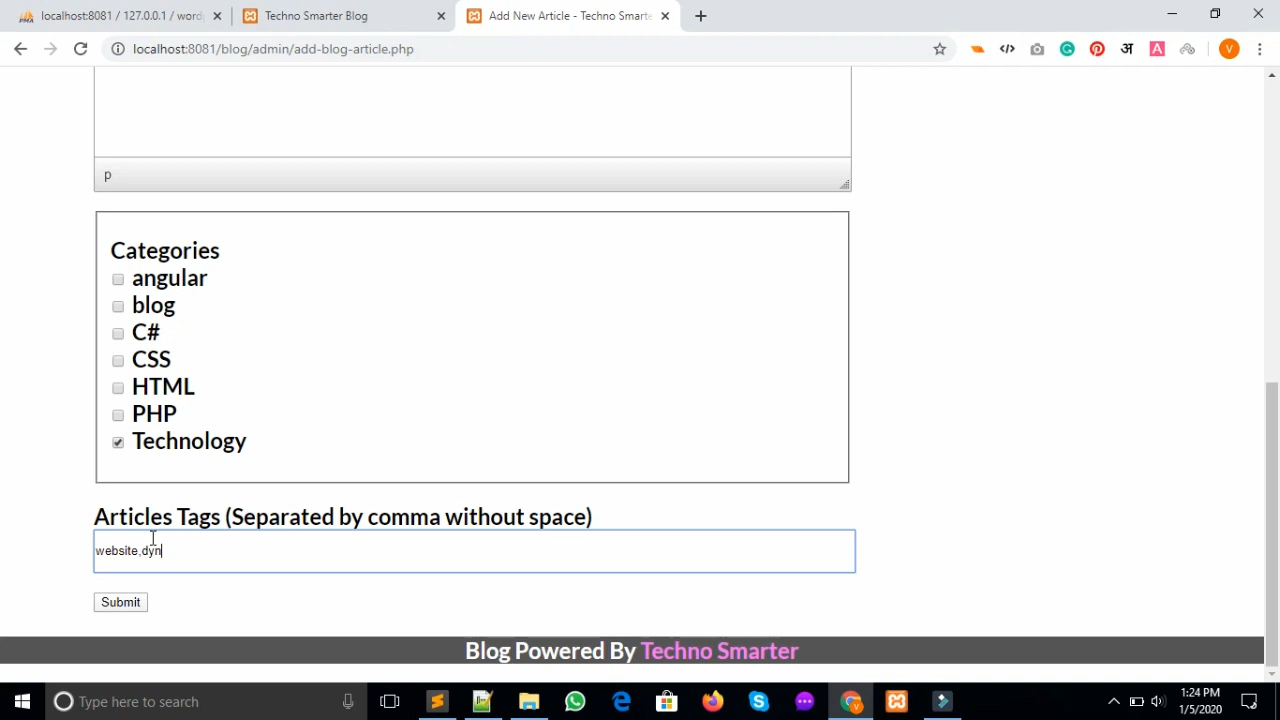 localhost:8081 / 127.0.0.1 / word
Techno Smarter Blog
Add New Article - Techno Smarte
localhost:8081/blog/admin/add-blog-article.php
अ
A
V
p
Categories
angular
blog
C#
CSS
HTML
PHP
Technology
Articles Tags (Separated by comma without space)
website,dyn
Submit
Blog Powered By Techno Smarter
Type here to search
1:24 PM
1/5/2020